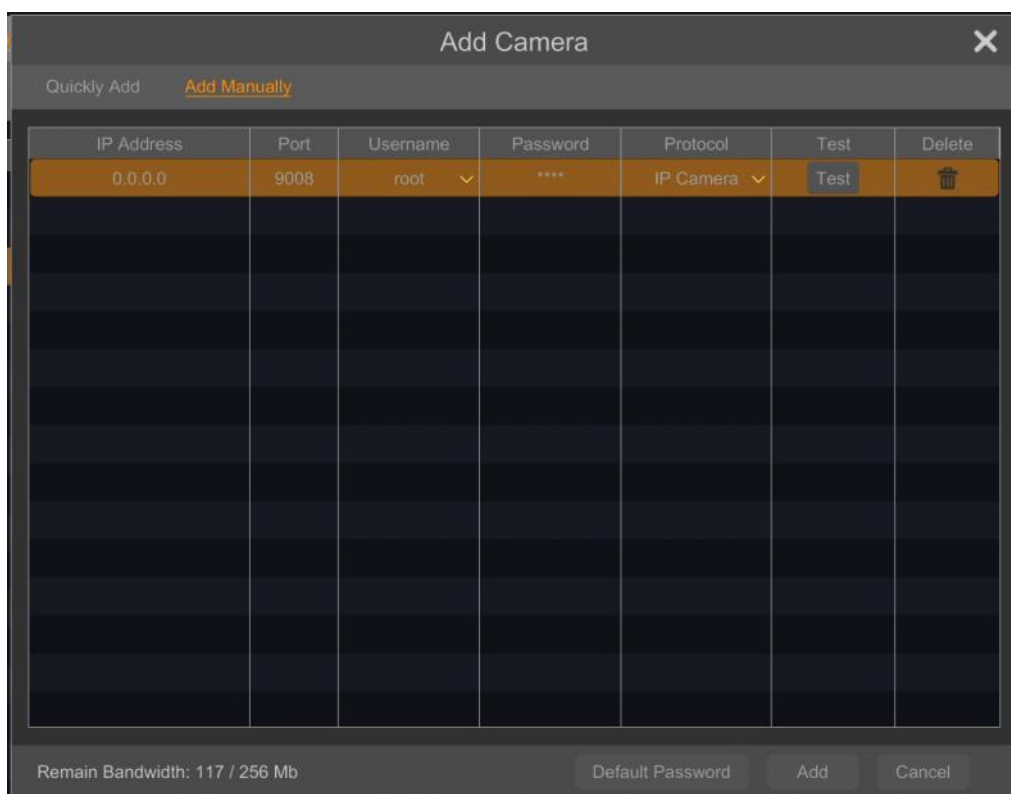 Add Camera
Quickly Add Add Manually
IP Address Port Username Password Protocol Test Delete
0.0.0.0 9008 root **** IP Camera Test
Remain Bandwidth: 117 / 256 Mb Default Password Add Cancel